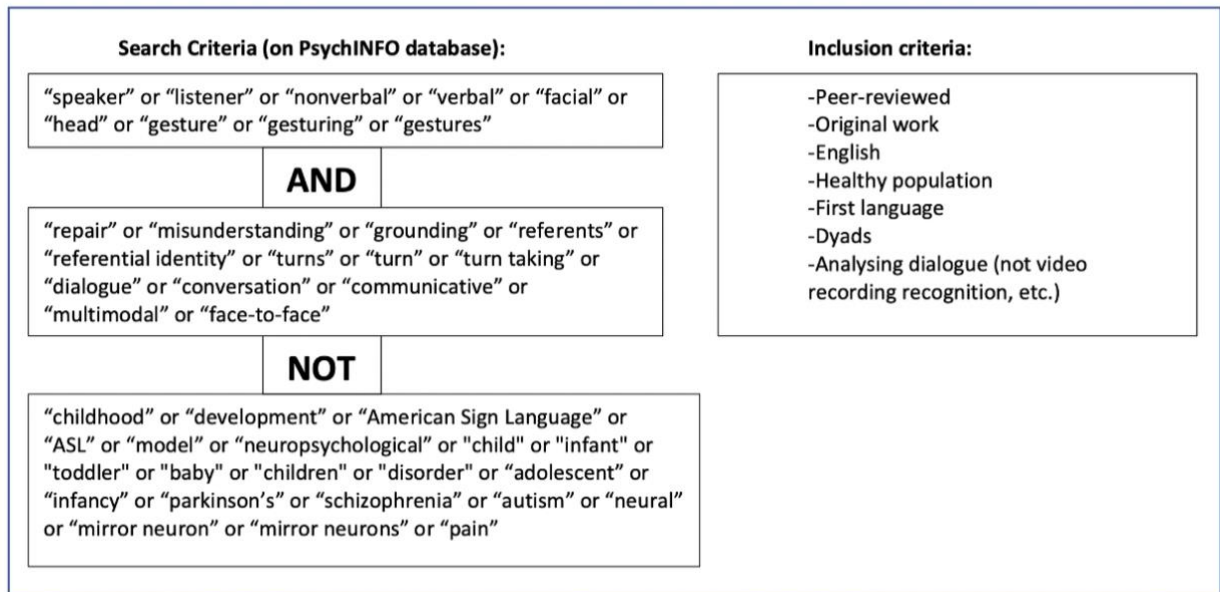 Search Criteria (on PsychINFO database):
“speaker” or “listener” or “nonverbal” or “verbal” or “facial” or
“head” or “gesture” or “gesturing” or “gestures”
AND
“repair” or “misunderstanding” or “grounding” or “referents” or
“referential identity” or “turns” or “turn” or “turn taking” or
“dialogue” or “conversation” or “communicative” or
“multimodal” or “face-to-face”
NOT
“childhood” or “development” or “American Sign Language” or
“ASL” or “model” or “neuropsychological” or "child" or "infant" or
"toddler" or "baby" or "children" or "disorder" or “adolescent” or
“infancy” or “parkinson’s” or “schizophrenia” or “autism” or “neural”
or “mirror neuron” or “mirror neurons” or “pain”
Inclusion criteria:
-Peer-reviewed
-Original work
-English
-Healthy population
-First language
-Dyads
-Analysing dialogue (not video
recording recognition, etc.)